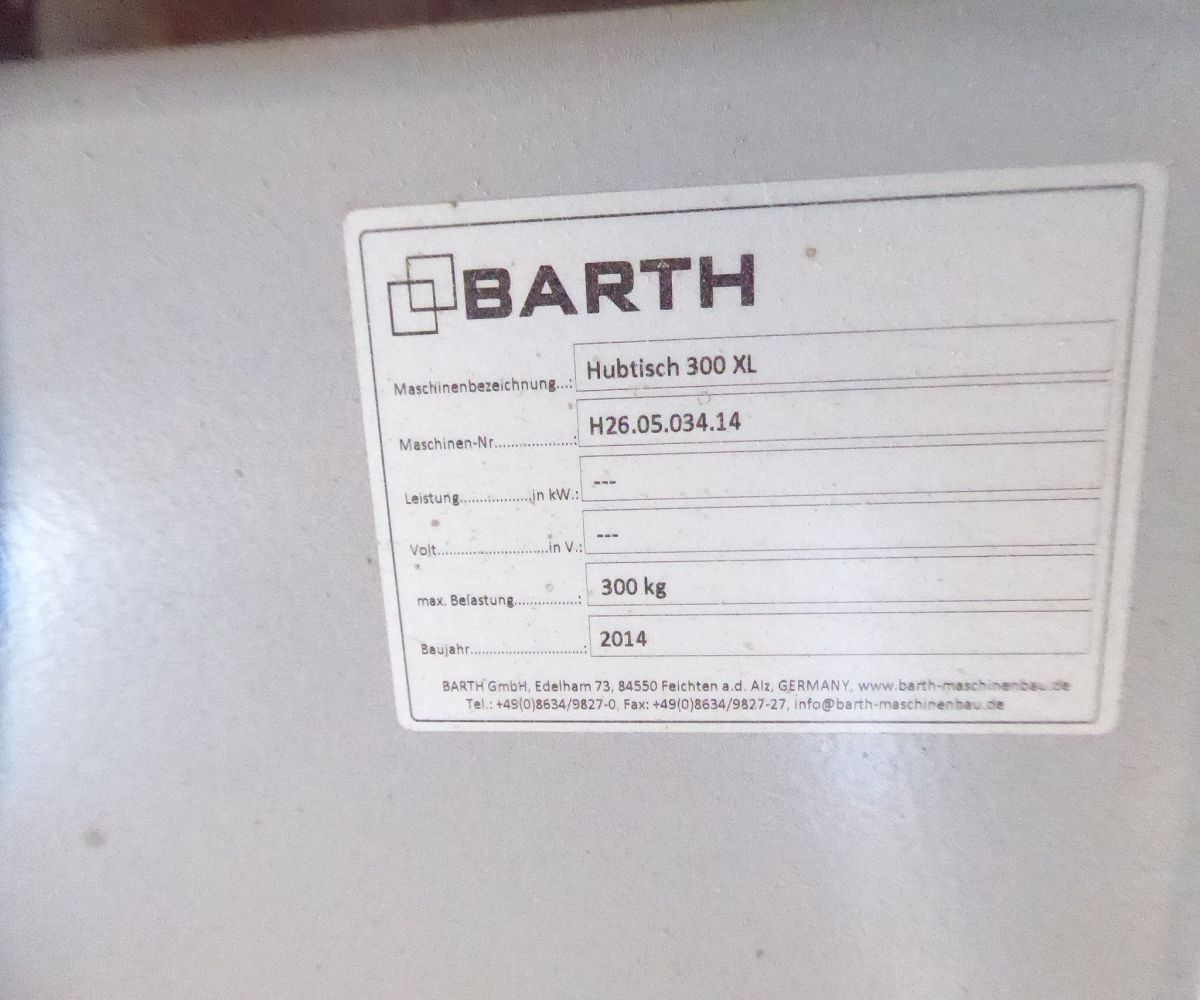 BARTH
Maschinenbezeichnung...: Hubtisch 300 XL
Maschinen-Nr...................: H26.05.034.14
Leistung.................in kW.: ---
Volt..........................in V.: ---
max. Belastung...............: 300 kg
Baujahr...........................: 2014
BARTH GmbH, Edelham 73, 84550 Feichten a.d. Alz, GERMANY, www.barth-maschinenbau.de
Tel.: +49(0)8634/9827-0, Fax: +49(0)8634/9827-27, info@barth-maschinenbau.de